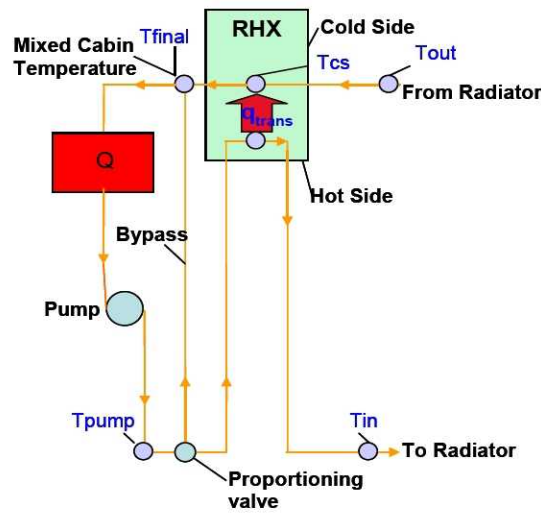 Tfinal
RHX
Cold Side
Mixed Cabin
Temperature
Tcs
Tout
From Radiator
qtrans
Q
Hot Side
Bypass
Pump
Tpump
Tin
To Radiator
Proportioning
valve